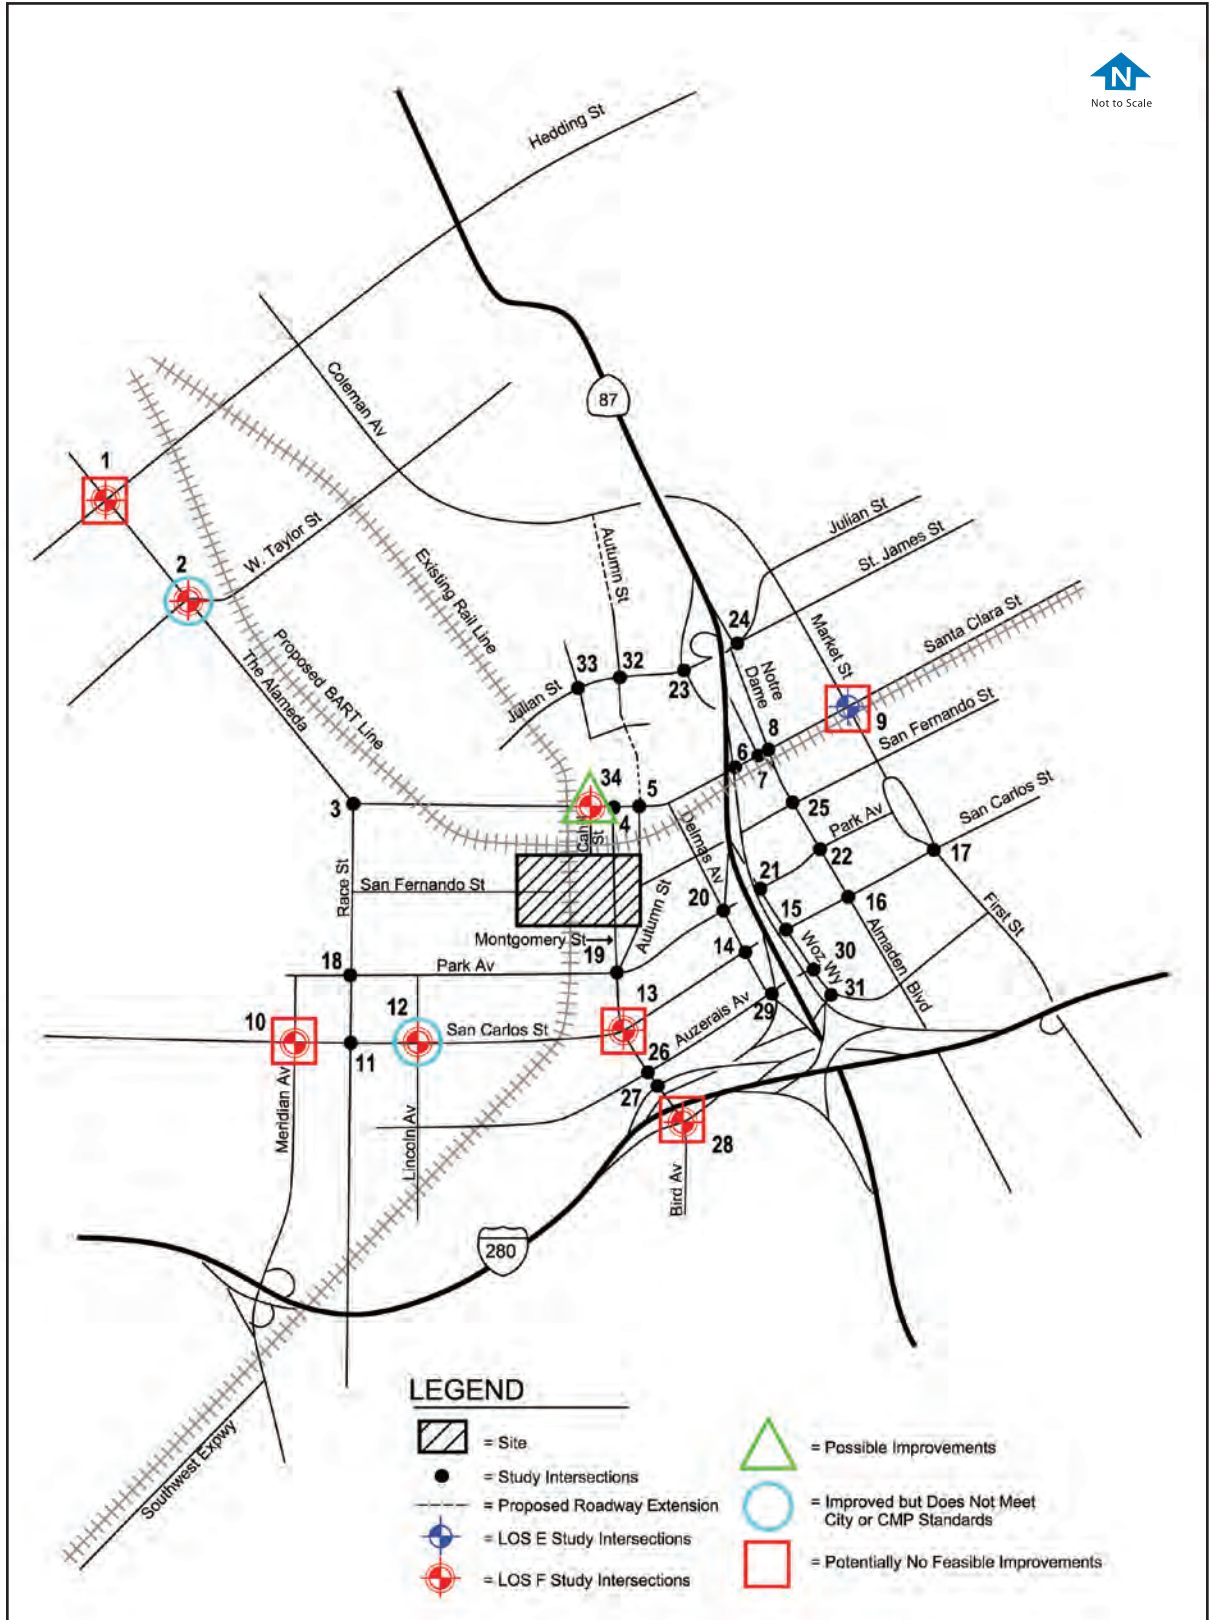 N
Not to Scale
Hedding St
Coleman Av
87
1
W. Taylor St
2
Autumn St
Existing Rail Line
Julian St
St. James St
Proposed BART Line
The Alameda
24
Market St
Santa Clara St
33
32
Notre
Dame
23
Julian St
9
San Fernando St
8
6
7
34
5
3
4
Cahill
St
25
San Carlos St
Park Av
Delmas Av
22
17
Race St
San Fernando St
21
20
15
16
First St
Autumn St
Montgomery St
19
14
Woz Wy
30
Almaden Blvd
18
Park Av
31
13
29
10
12
San Carlos St
Auzerais Av
11
26
27
Meridian Av
Lincoln Av
28
Bird Av
280
Southwest Expwy
LEGEND
= Site
= Study Intersections
= Proposed Roadway Extension
= LOS E Study Intersections
= LOS F Study Intersections
= Possible Improvements
= Improved but Does Not Meet
City or CMP Standards
= Potentially No Feasible Improvements